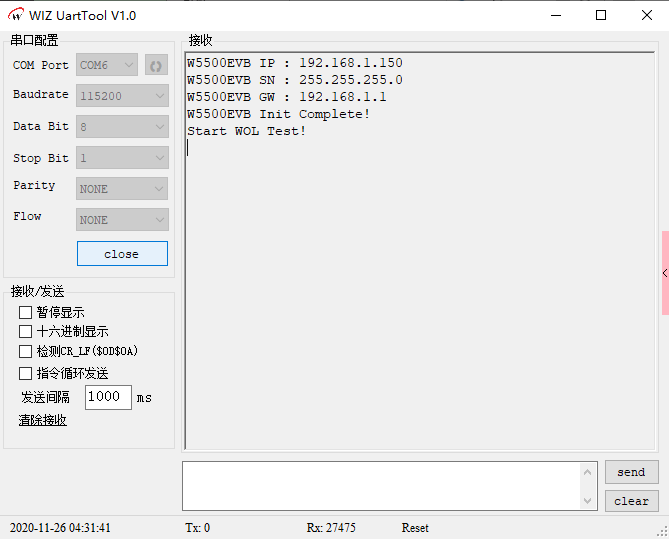 WIZ UartTool V1.0
串口配置
COM Port COM6
Baudrate 115200
Data Bit 8
Stop Bit 1
Parity NONE
Flow NONE
close
接收/发送
暂停显示
十六进制显示
检测CR_LF($0D$0A)
指令循环发送
发送间隔 1000 ms
清除接收
接收
W5500EVB IP : 192.168.1.150
W5500EVB SN : 255.255.255.0
W5500EVB GW : 192.168.1.1
W5500EVB Init Complete!
Start WOL Test!
send
clear
2020-11-26 04:31:41 Tx: 0 Rx: 27475 Reset